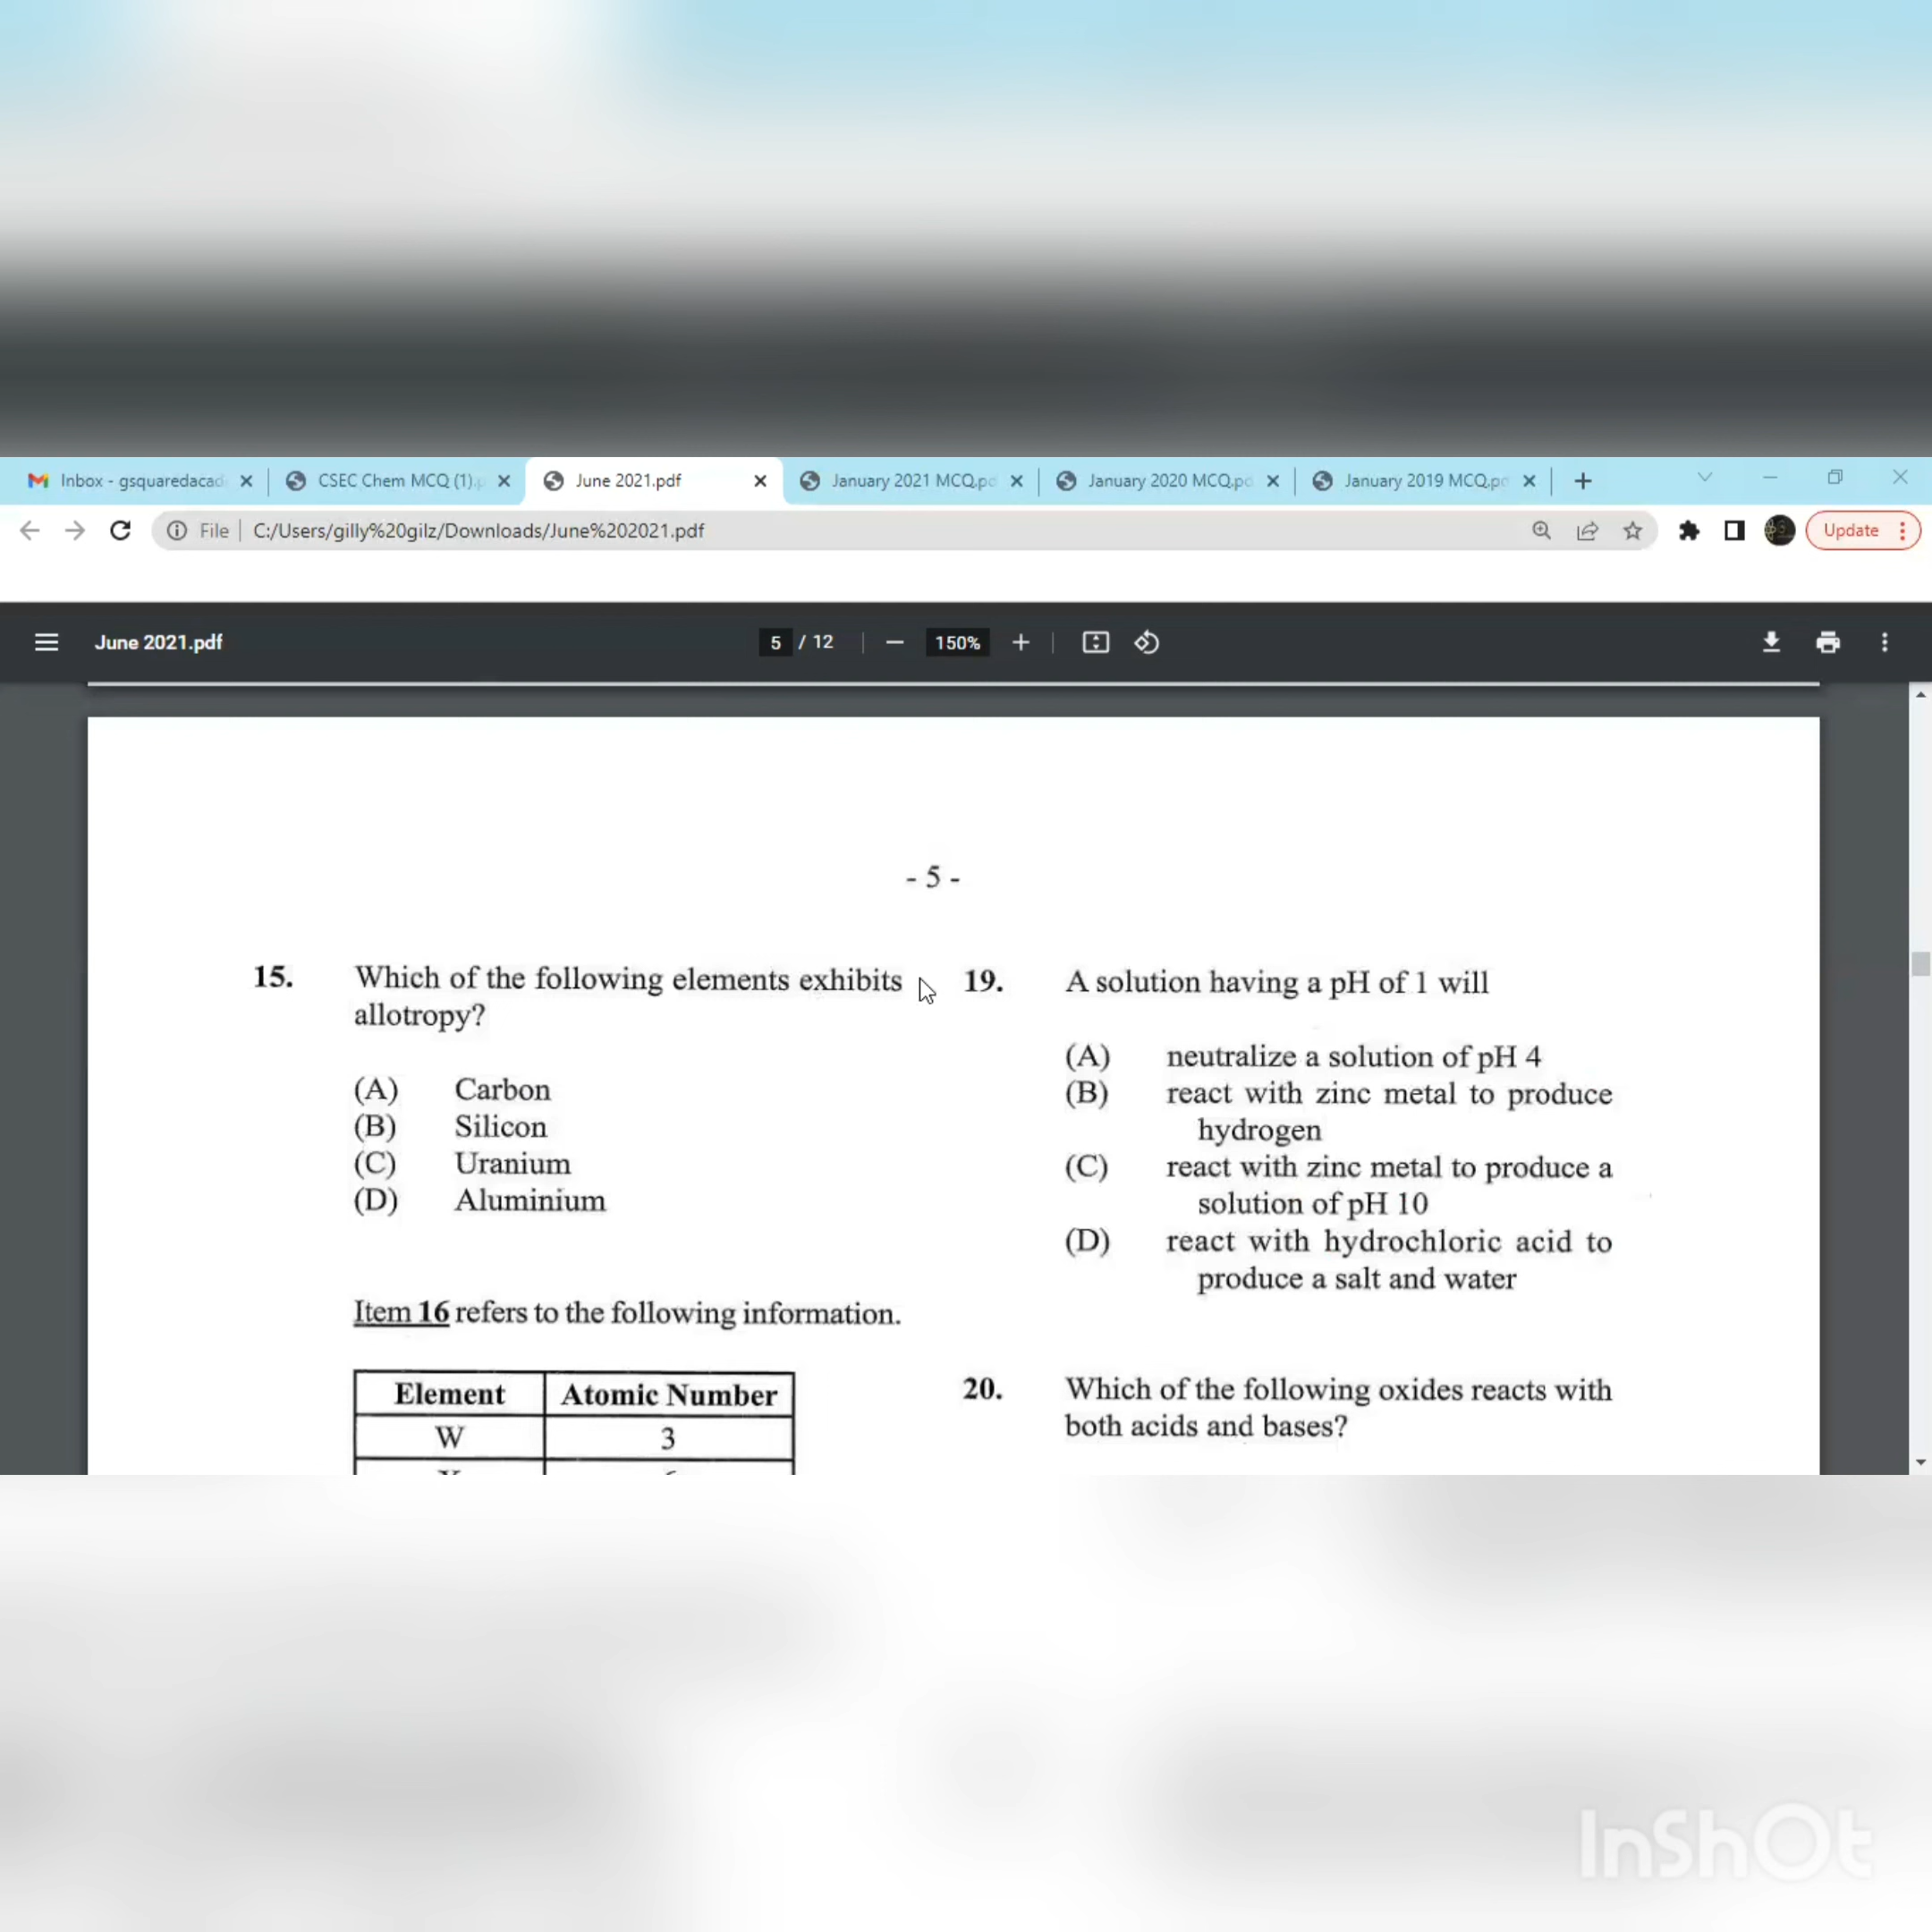 Inbox - gsquaredacad
CSEC Chem MCQ (1).p
June 2021.pdf
January 2021 MCQ.pd
January 2020 MCQ.pd
January 2019 MCQ.pd
File
C:/Users/gilly%20gilz/Downloads/June%202021.pdf
Update
June 2021.pdf
5 / 12
150%
- 5 -
15. Which of the following elements exhibits
allotropy?
(A) Carbon
(B) Silicon
(C) Uranium
(D) Aluminium
Item 16 refers to the following information.
Element Atomic Number
W 3
19. A solution having a pH of 1 will
(A) neutralize a solution of pH 4
(B) react with zinc metal to produce
hydrogen
(C) react with zinc metal to produce a
solution of pH 10
(D) react with hydrochloric acid to
produce a salt and water
20. Which of the following oxides reacts with
both acids and bases?
InShOt